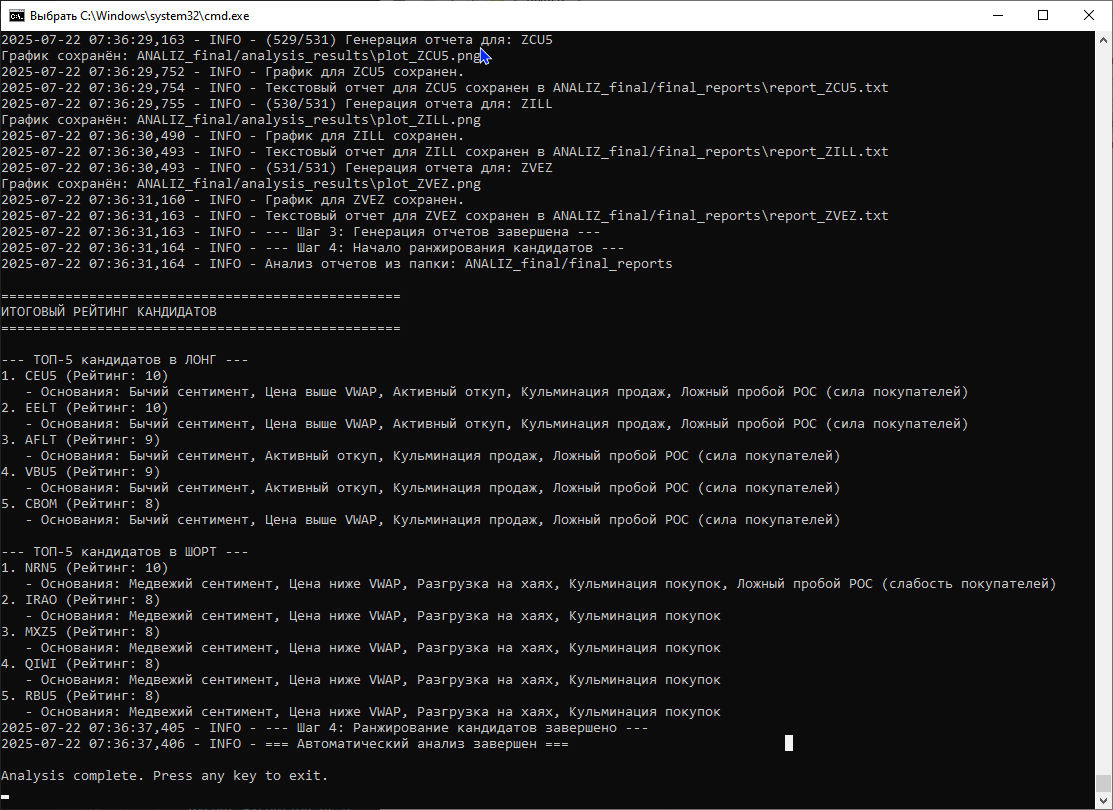 Выбрать C:\Windows\system32\cmd.exe
2025-07-22 07:36:29,163 - INFO - (529/531) Генерация отчета для: ZCU5
График сохранён: ANALIZ_final/analysis_results\plot_ZCU5.png
2025-07-22 07:36:29,752 - INFO - График для ZCU5 сохранен.
2025-07-22 07:36:29,754 - INFO - Текстовый отчет для ZCU5 сохранен в ANALIZ_final/final_reports\report_ZCU5.txt
2025-07-22 07:36:29,755 - INFO - (530/531) Генерация отчета для: ZILL
График сохранён: ANALIZ_final/analysis_results\plot_ZILL.png
2025-07-22 07:36:30,490 - INFO - График для ZILL сохранен.
2025-07-22 07:36:30,493 - INFO - Текстовый отчет для ZILL сохранен в ANALIZ_final/final_reports\report_ZILL.txt
2025-07-22 07:36:30,493 - INFO - (531/531) Генерация отчета для: ZVEZ
График сохранён: ANALIZ_final/analysis_results\plot_ZVEZ.png
2025-07-22 07:36:31,160 - INFO - График для ZVEZ сохранен.
2025-07-22 07:36:31,163 - INFO - Текстовый отчет для ZVEZ сохранен в ANALIZ_final/final_reports\report_ZVEZ.txt
2025-07-22 07:36:31,163 - INFO - --- Шаг 3: Генерация отчетов завершена ---
2025-07-22 07:36:31,164 - INFO - --- Шаг 4: Начало ранжирования кандидатов ---
2025-07-22 07:36:31,164 - INFO - Анализ отчетов из папки: ANALIZ_final/final_reports
==================================================
ИТОГОВЫЙ РЕЙТИНГ КАНДИДАТОВ
==================================================
--- ТОП-5 кандидатов в ЛОНГ ---
1. CEU5 (Рейтинг: 10)
- Основания: Бычий сентимент, Цена выше VWAP, Активный откуп, Кульминация продаж, Ложный пробой POC (сила покупателей)
2. EELT (Рейтинг: 10)
- Основания: Бычий сентимент, Цена выше VWAP, Активный откуп, Кульминация продаж, Ложный пробой POC (сила покупателей)
3. AFLT (Рейтинг: 9)
- Основания: Бычий сентимент, Активный откуп, Кульминация продаж, Ложный пробой POC (сила покупателей)
4. VBU5 (Рейтинг: 9)
- Основания: Бычий сентимент, Активный откуп, Кульминация продаж, Ложный пробой POC (сила покупателей)
5. CBOM (Рейтинг: 8)
- Основания: Бычий сентимент, Цена выше VWAP, Кульминация продаж, Ложный пробой POC (сила покупателей)
--- ТОП-5 кандидатов в ШОРТ ---
1. NRN5 (Рейтинг: 10)
- Основания: Медвежий сентимент, Цена ниже VWAP, Разгрузка на хаях, Кульминация покупок, Ложный пробой POC (слабость покупателей)
2. IRAO (Рейтинг: 8)
- Основания: Медвежий сентимент, Цена ниже VWAP, Разгрузка на хаях, Кульминация покупок
3. MXZ5 (Рейтинг: 8)
- Основания: Медвежий сентимент, Цена ниже VWAP, Разгрузка на хаях, Кульминация покупок
4. QIWI (Рейтинг: 8)
- Основания: Медвежий сентимент, Цена ниже VWAP, Разгрузка на хаях, Кульминация покупок
5. RBU5 (Рейтинг: 8)
- Основания: Медвежий сентимент, Цена ниже VWAP, Разгрузка на хаях, Кульминация покупок
2025-07-22 07:36:37,405 - INFO - --- Шаг 4: Ранжирование кандидатов завершено ---
2025-07-22 07:36:37,406 - INFO - === Автоматический анализ завершен ===
Analysis complete. Press any key to exit.